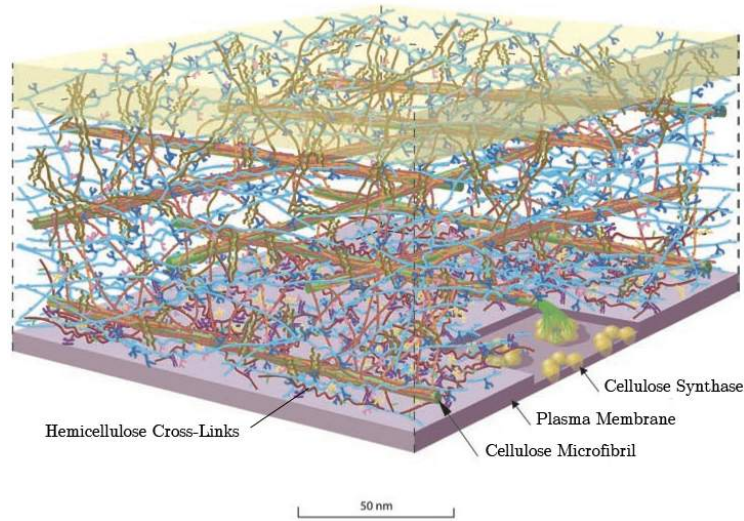 Cellulose Synthase
Plasma Membrane
Hemicellulose Cross-Links
Cellulose Microfibril
50 nm